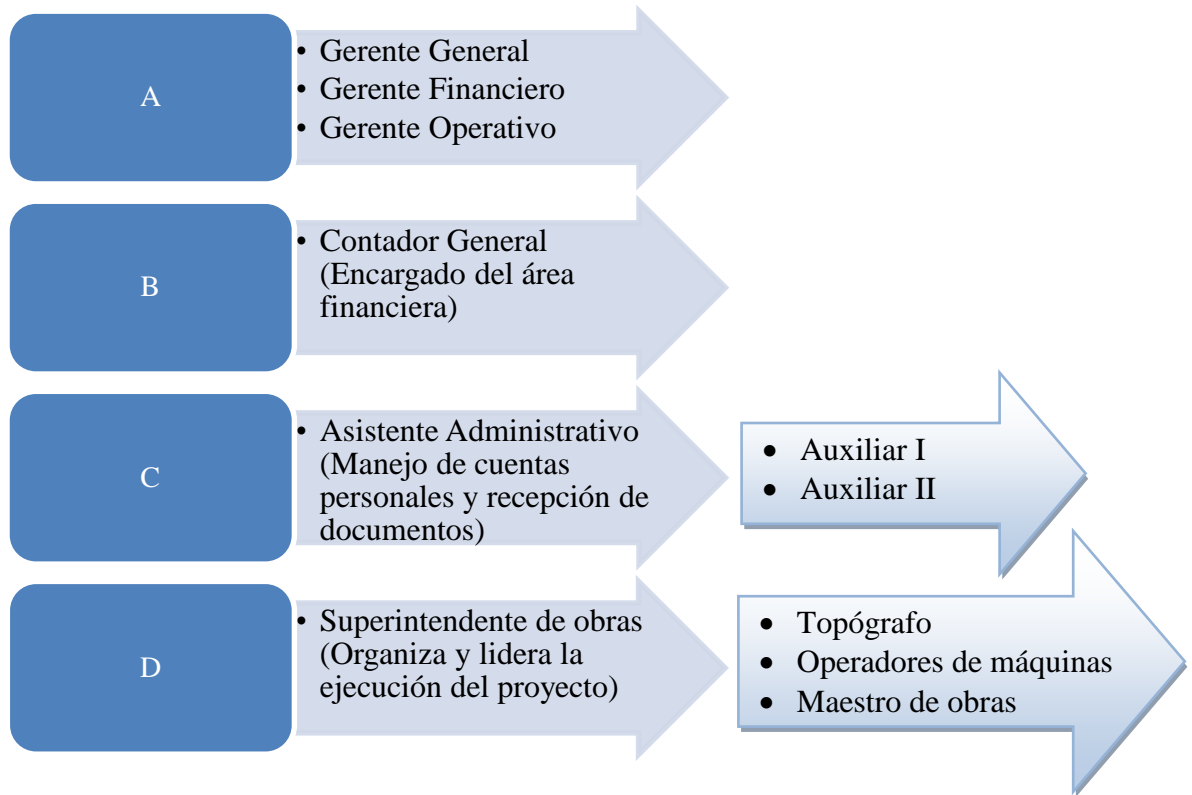 A
• Gerente General
• Gerente Financiero
• Gerente Operativo
B
• Contador General
(Encargado del área
financiera)
C
• Asistente Administrativo
(Manejo de cuentas
personales y recepción de
documentos)
• Auxiliar I
• Auxiliar II
D
• Superintendente de obras
(Organiza y lidera la
ejecución del proyecto)
• Topógrafo
• Operadores de máquinas
• Maestro de obras